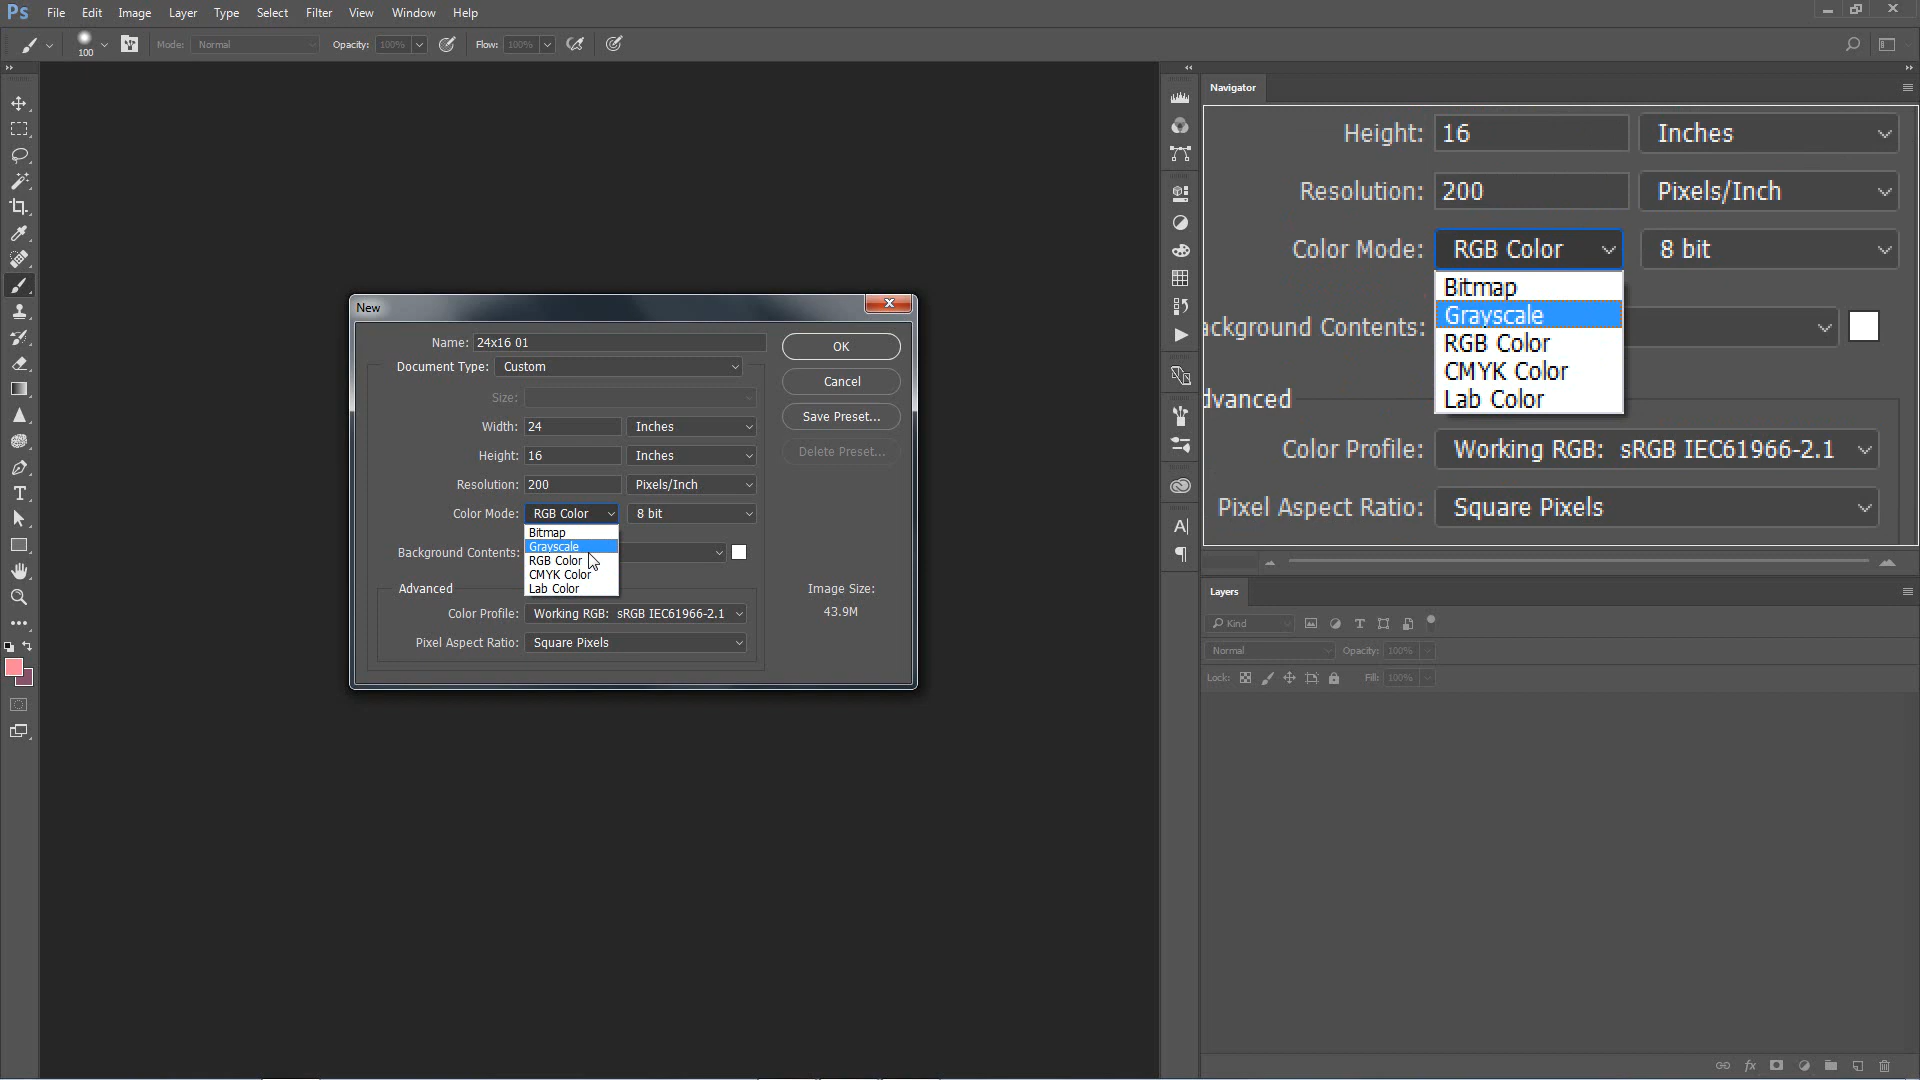 Ps File Edit Image Layer Type Select Filter View Window Help
100 Mode: Normal Opacity: 100% Flow: 100%
Navigator
Height: 16 Inches
Resolution: 200 Pixels/Inch
Color Mode: RGB Color 8 bit
Bitmap
Grayscale
ackground Contents:
RGB Color
CMYK Color
Lab Color
dvanced
Color Profile: Working RGB: sRGB IEC61966-2.1
Pixel Aspect Ratio: Square Pixels
New
Name: 24x16 01
OK
Document Type: Custom
Cancel
Size:
Save Preset...
Width: 24 Inches
Delete Preset...
Height: 16 Inches
Resolution: 200 Pixels/Inch
Color Mode: RGB Color 8 bit
Bitmap
Grayscale
Background Contents:
RGB Color
CMYK Color
Lab Color
Advanced
Image Size:
43.9M
Color Profile: Working RGB: sRGB IEC61966-2.1
Pixel Aspect Ratio: Square Pixels
Layers
Kind
Normal Opacity: 100%
Lock: Fill: 100%
fx